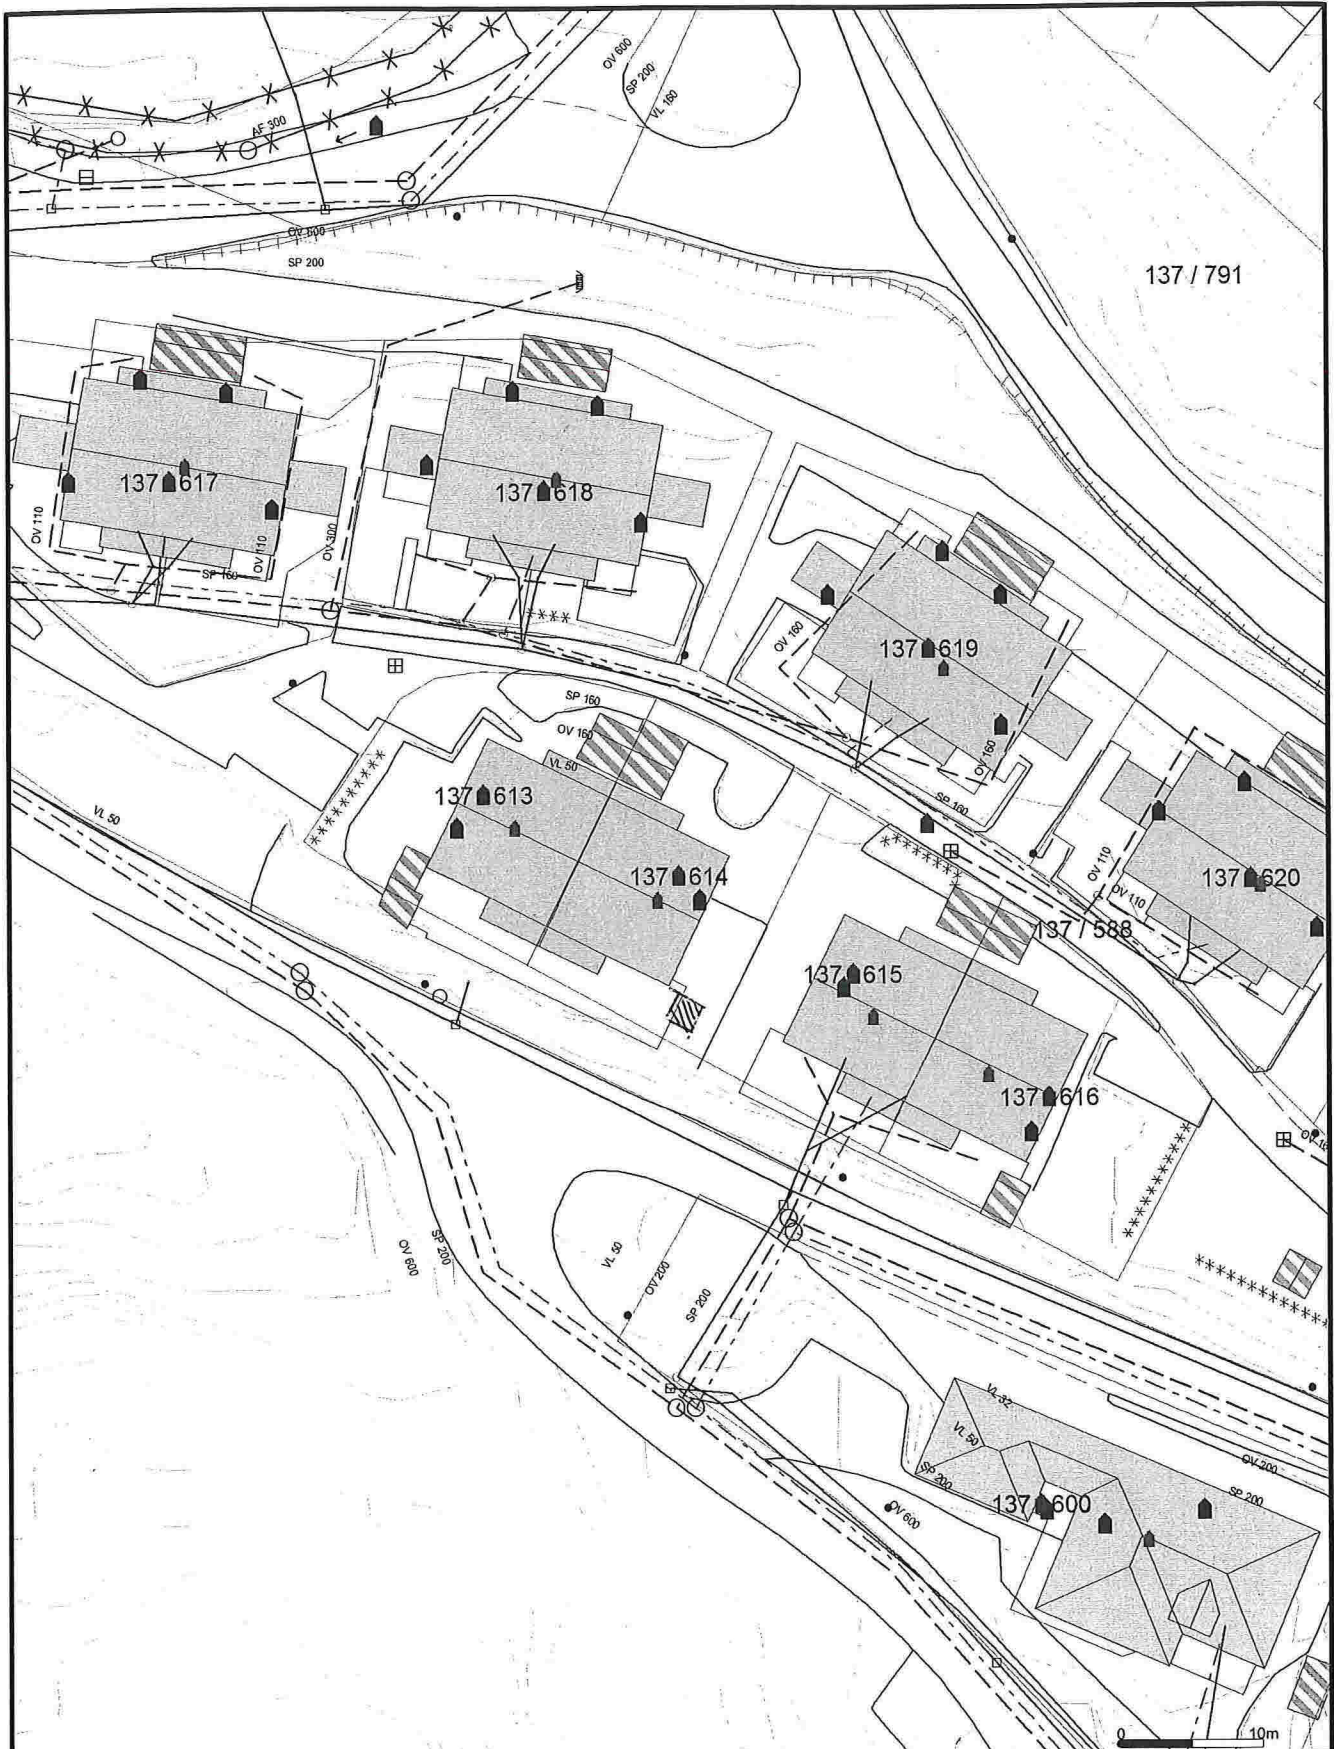 OV 600
SP 200
VL 160
AF 300
OV 600
SP 200
137 / 791
137 617
137 618
OV 110
OV 110
OV 300
SP 160
137 619
OV 160
SP 160
OV 160
VL 50
OV 160
137 613
VL 50
SP 160
137 614
OV 110
OV 110
137 620
137 / 588
137 615
137 616
OV 600
SP 200
VL 50
OV 200
SP 200
VL 32
VL 50
SP 200
OV 200
SP 200
137 600
OV 600
0 10m